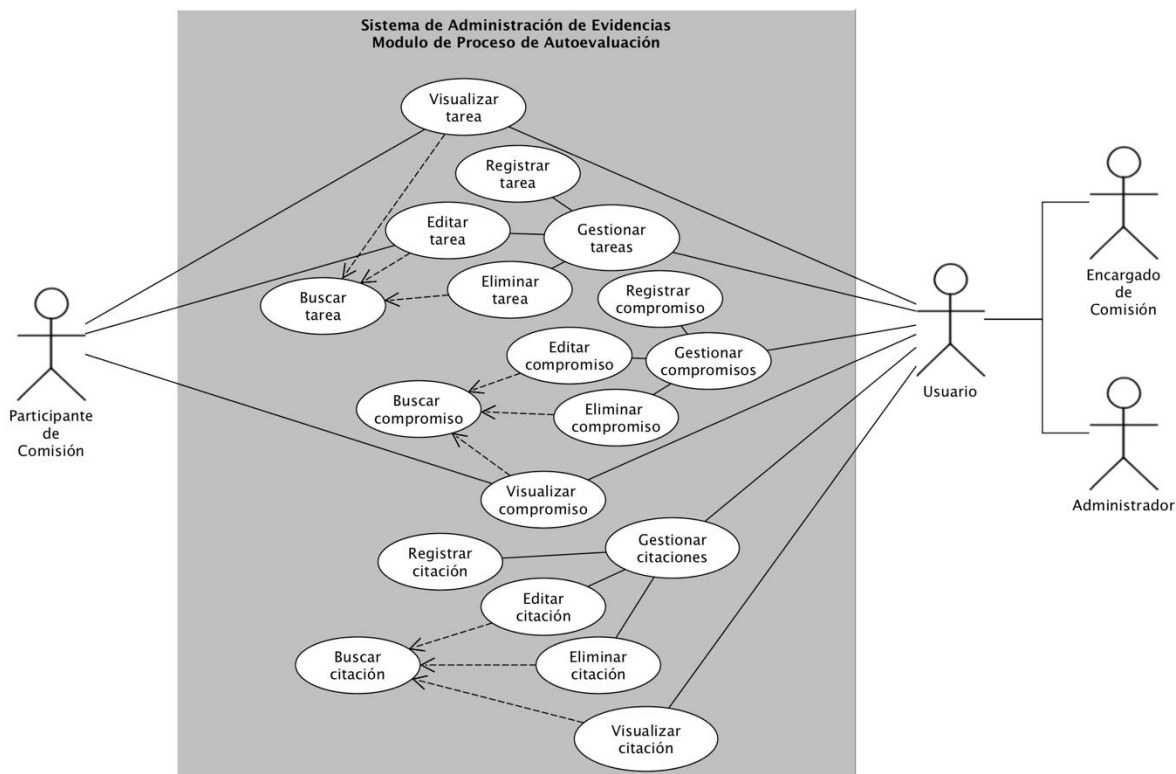 Sistema de Administración de Evidencias
Modulo de Proceso de Autoevaluación
Visualizar
tarea
Registrar
tarea
Editar
tarea
Gestionar
tareas
Eliminar
tarea
Buscar
tarea
Registrar
compromiso
Editar
compromiso
Gestionar
compromisos
Buscar
compromiso
Eliminar
compromiso
Visualizar
compromiso
Gestionar
citaciones
Registrar
citación
Editar
citación
Buscar
citación
Eliminar
citación
Visualizar
citación
Participante
de
Comisión
Usuario
Encargado
de
Comisión
Administrador